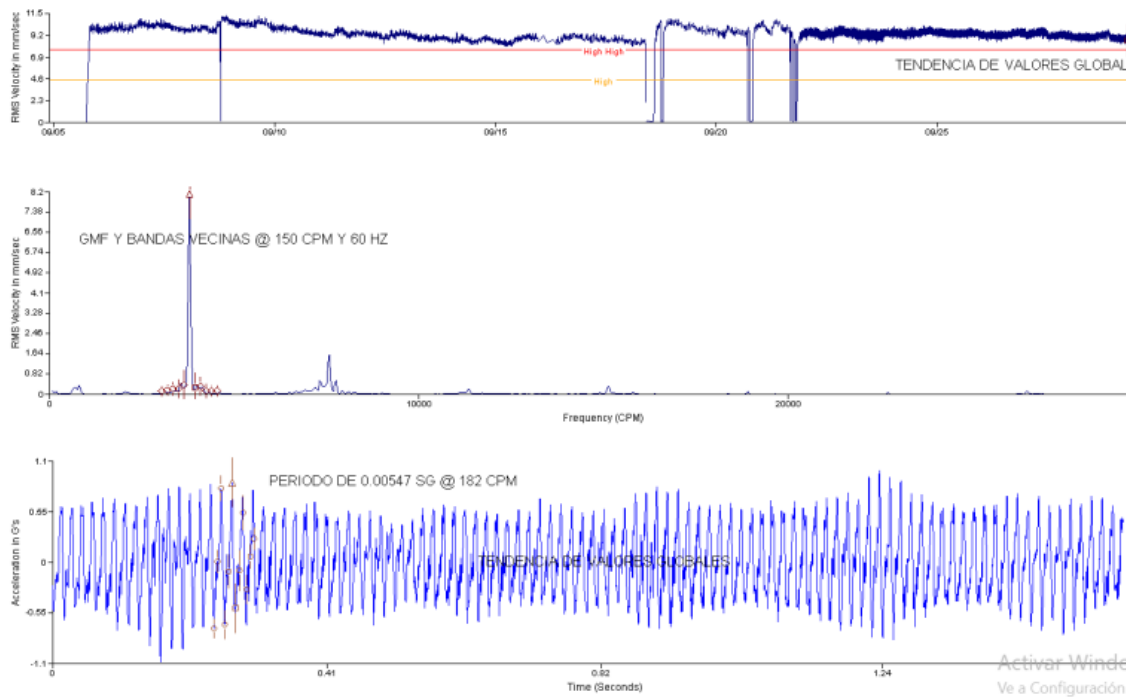 11.5
9.2
6.9
4.6
2.3
0
RMS Velocity in mm/sec
High High
High
TENDENCIA DE VALORES GLOBAL
09/05
09/10
09/15
09/20
09/25
8.2
7.38
6.56
5.74
4.92
4.1
3.28
2.46
1.64
0.82
0
RMS Velocity in mm/sec
GMF Y BANDAS VECINAS @ 150 CPM Y 60 HZ
0
10000
20000
Frequency (CPM)
1.1
0.55
0
-0.55
-1.1
Acceleration in G's
PERIODO DE 0.00547 SG @ 182 CPM
TENDENCIA DE VALORES GLOBALES
0
0.41
0.82
1.24
Time (Seconds)
Activar Windo
Ve a Configuración